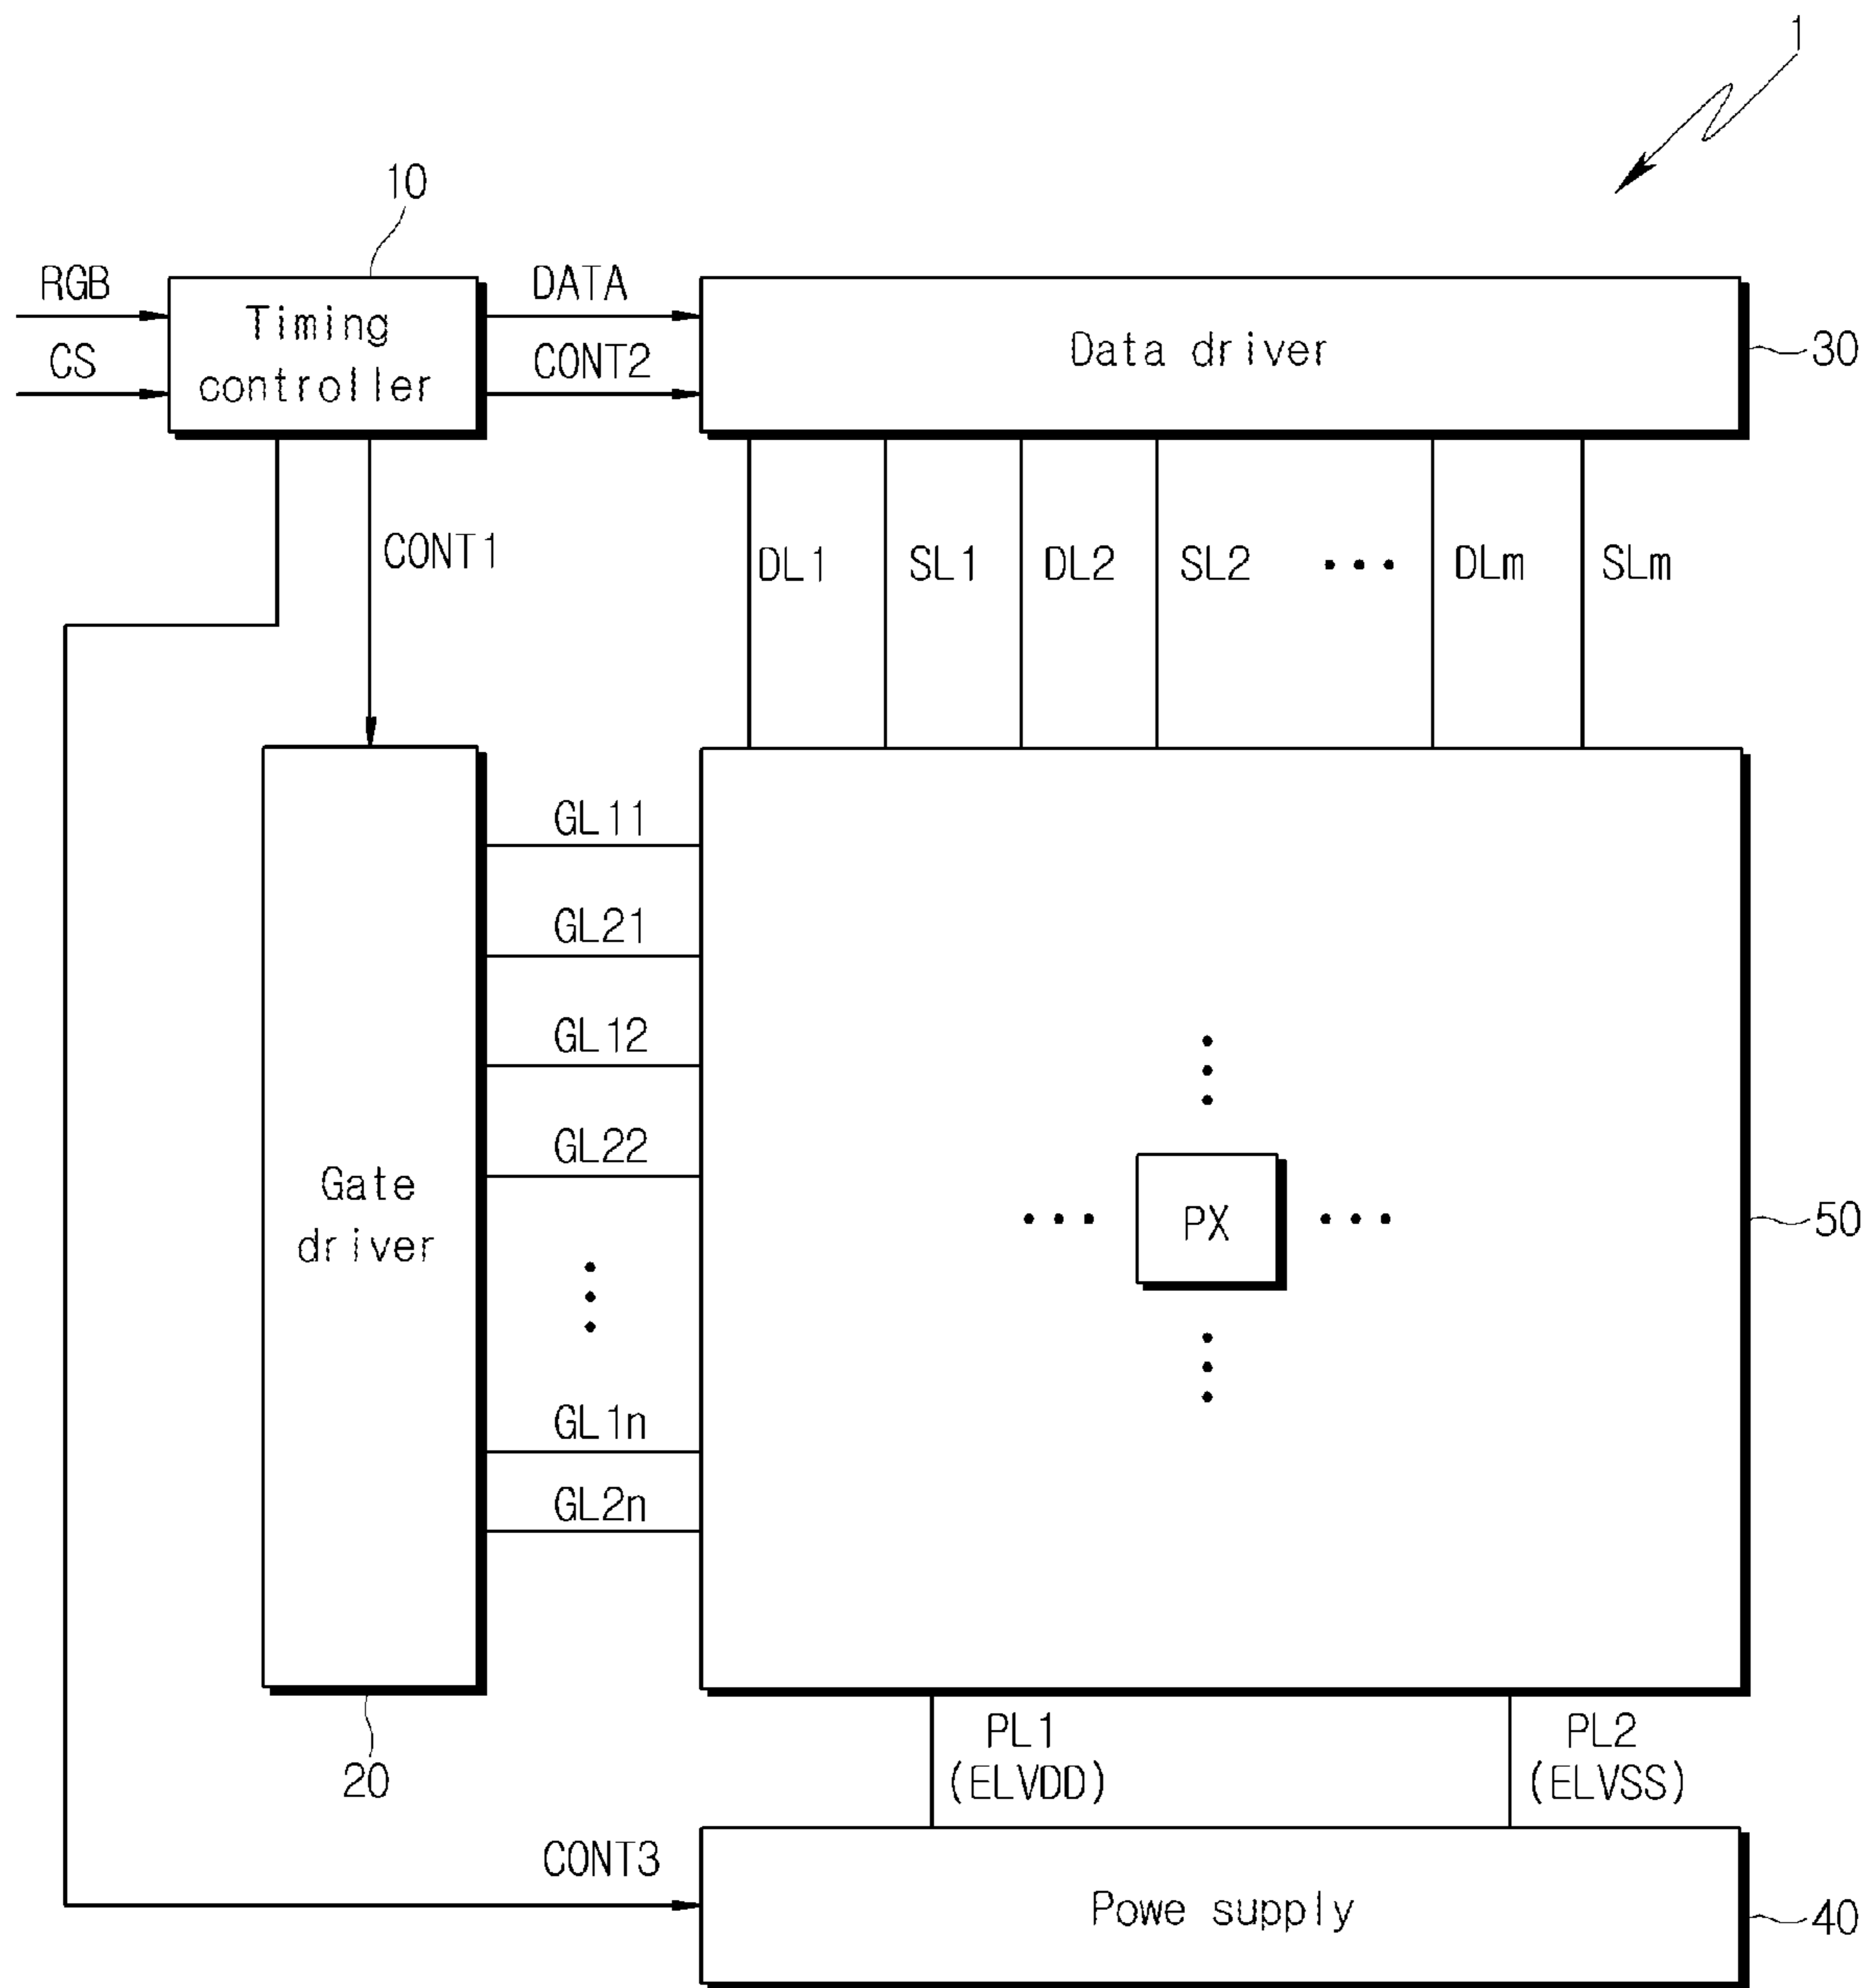 1
10
RGB
DATA
Timing
controller
Data driver
30
CS
CONT2
CONT1
DL1 SL1 DL2 SL2 ••• DLm SLm
GL11
GL21
GL12
GL22
Gate
driver
PX
50
GL1n
GL2n
20
PL1
(ELVDD)
PL2
(ELVSS)
CONT3
Powe supply
40